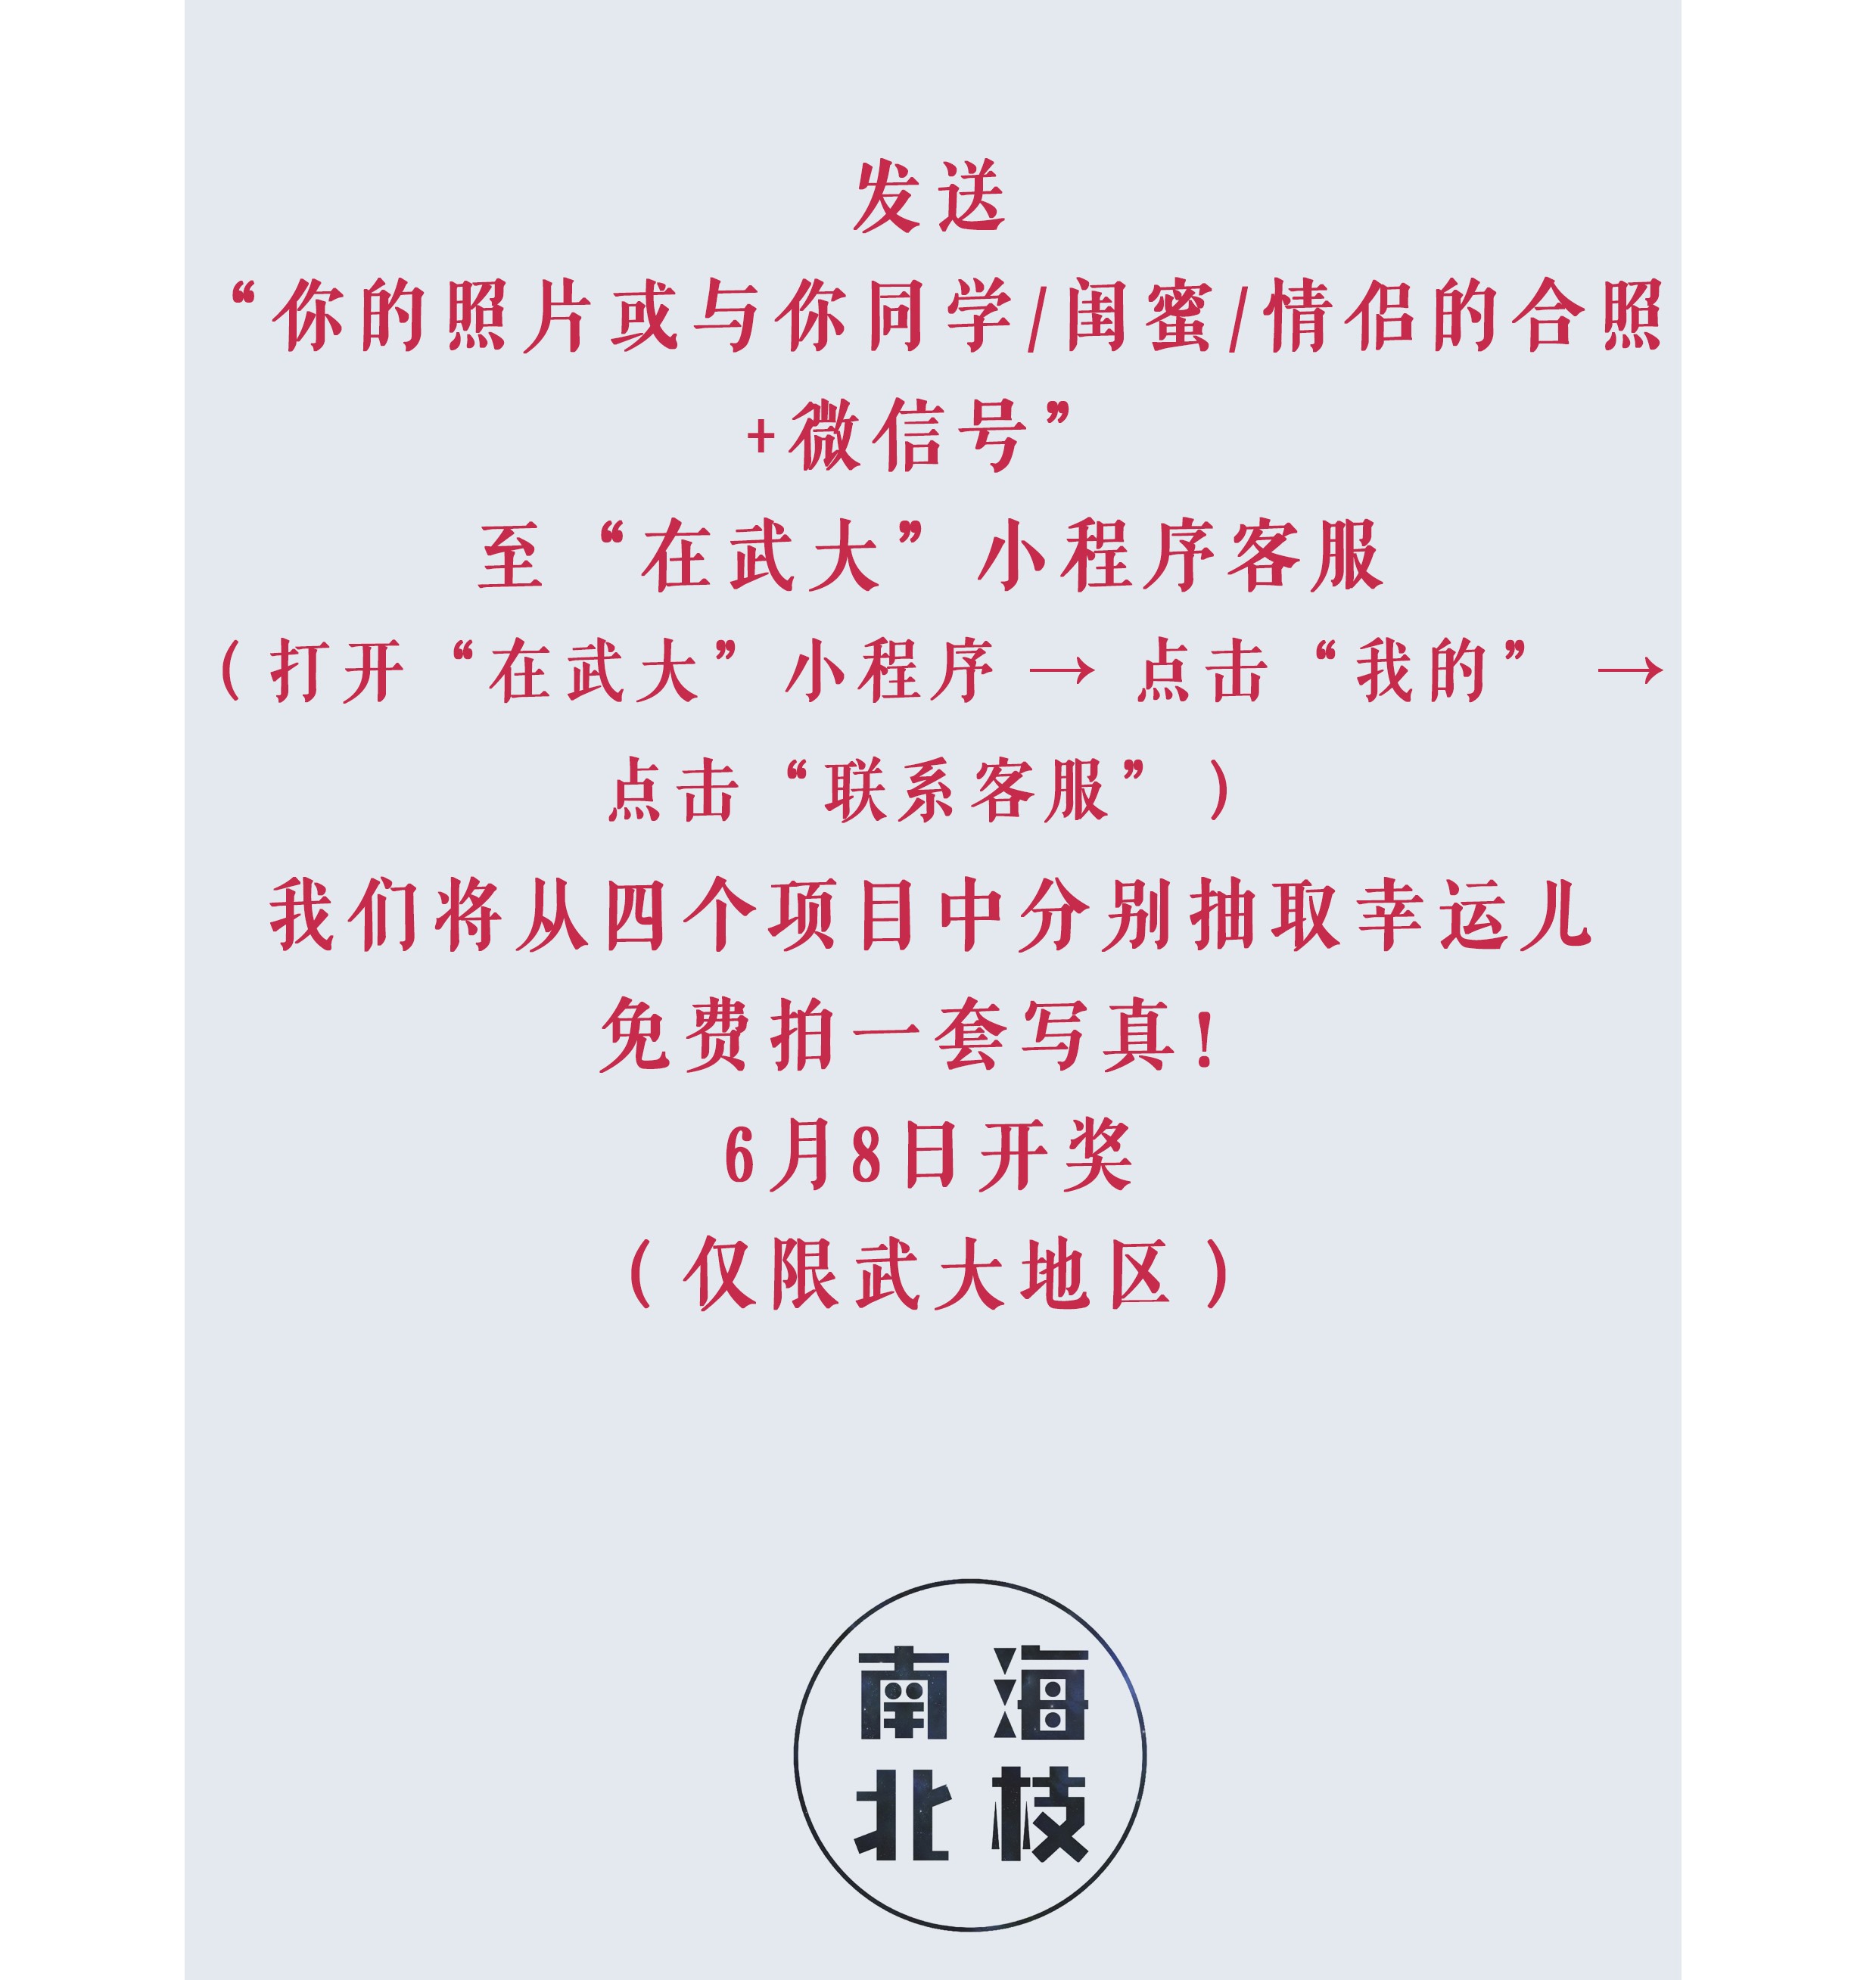 发送
“你的照片或与你同学/闺蜜/情侣的合照
+微信号”
至“在武大”小程序客服
（打开“在武大”小程序→点击“我的”→
点击“联系客服”）
我们将从四个项目中分别抽取幸运儿
免费拍一套写真！
6月8日开奖
（仅限武大地区）
南海
北枝